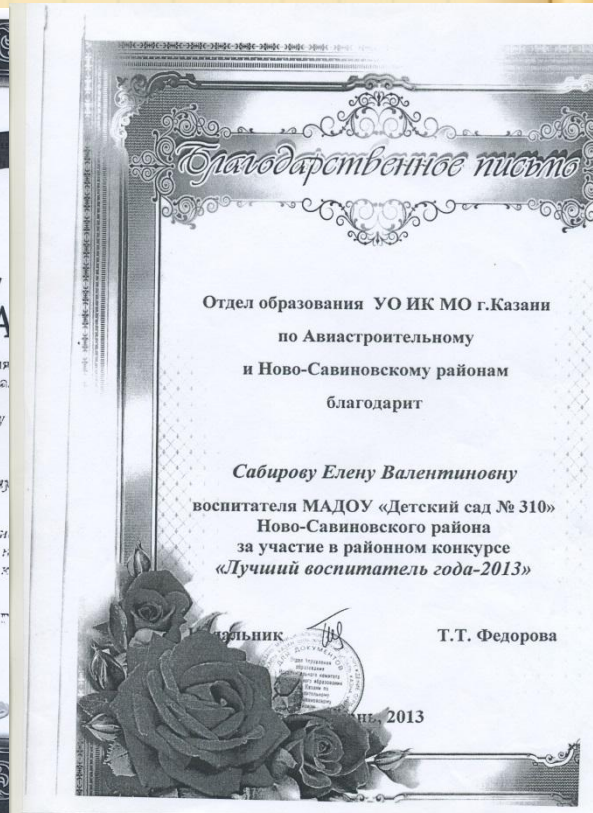 Благодарственное письмо
Отдел образования УО ИК МО г.Казани
по Авиастроительному
и Ново-Савиновскому районам
благодарит
Сабирову Елену Валентиновну
воспитателя МАДОУ «Детский сад № 310»
Ново-Савиновского района
за участие в районном конкурсе
«Лучший воспитатель года-2013»
Т.Т. Федорова
2013